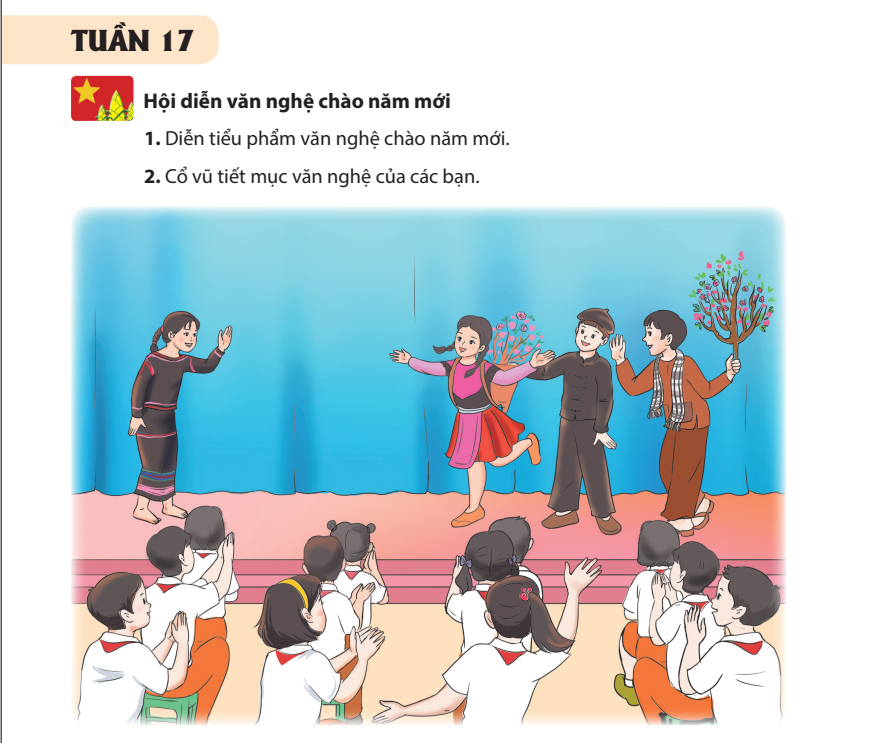 TUẦN 17
Hội diễn văn nghệ chào năm mới
1. Diễn tiểu phẩm văn nghệ chào năm mới.
2. Cổ vũ tiết mục văn nghệ của các bạn.